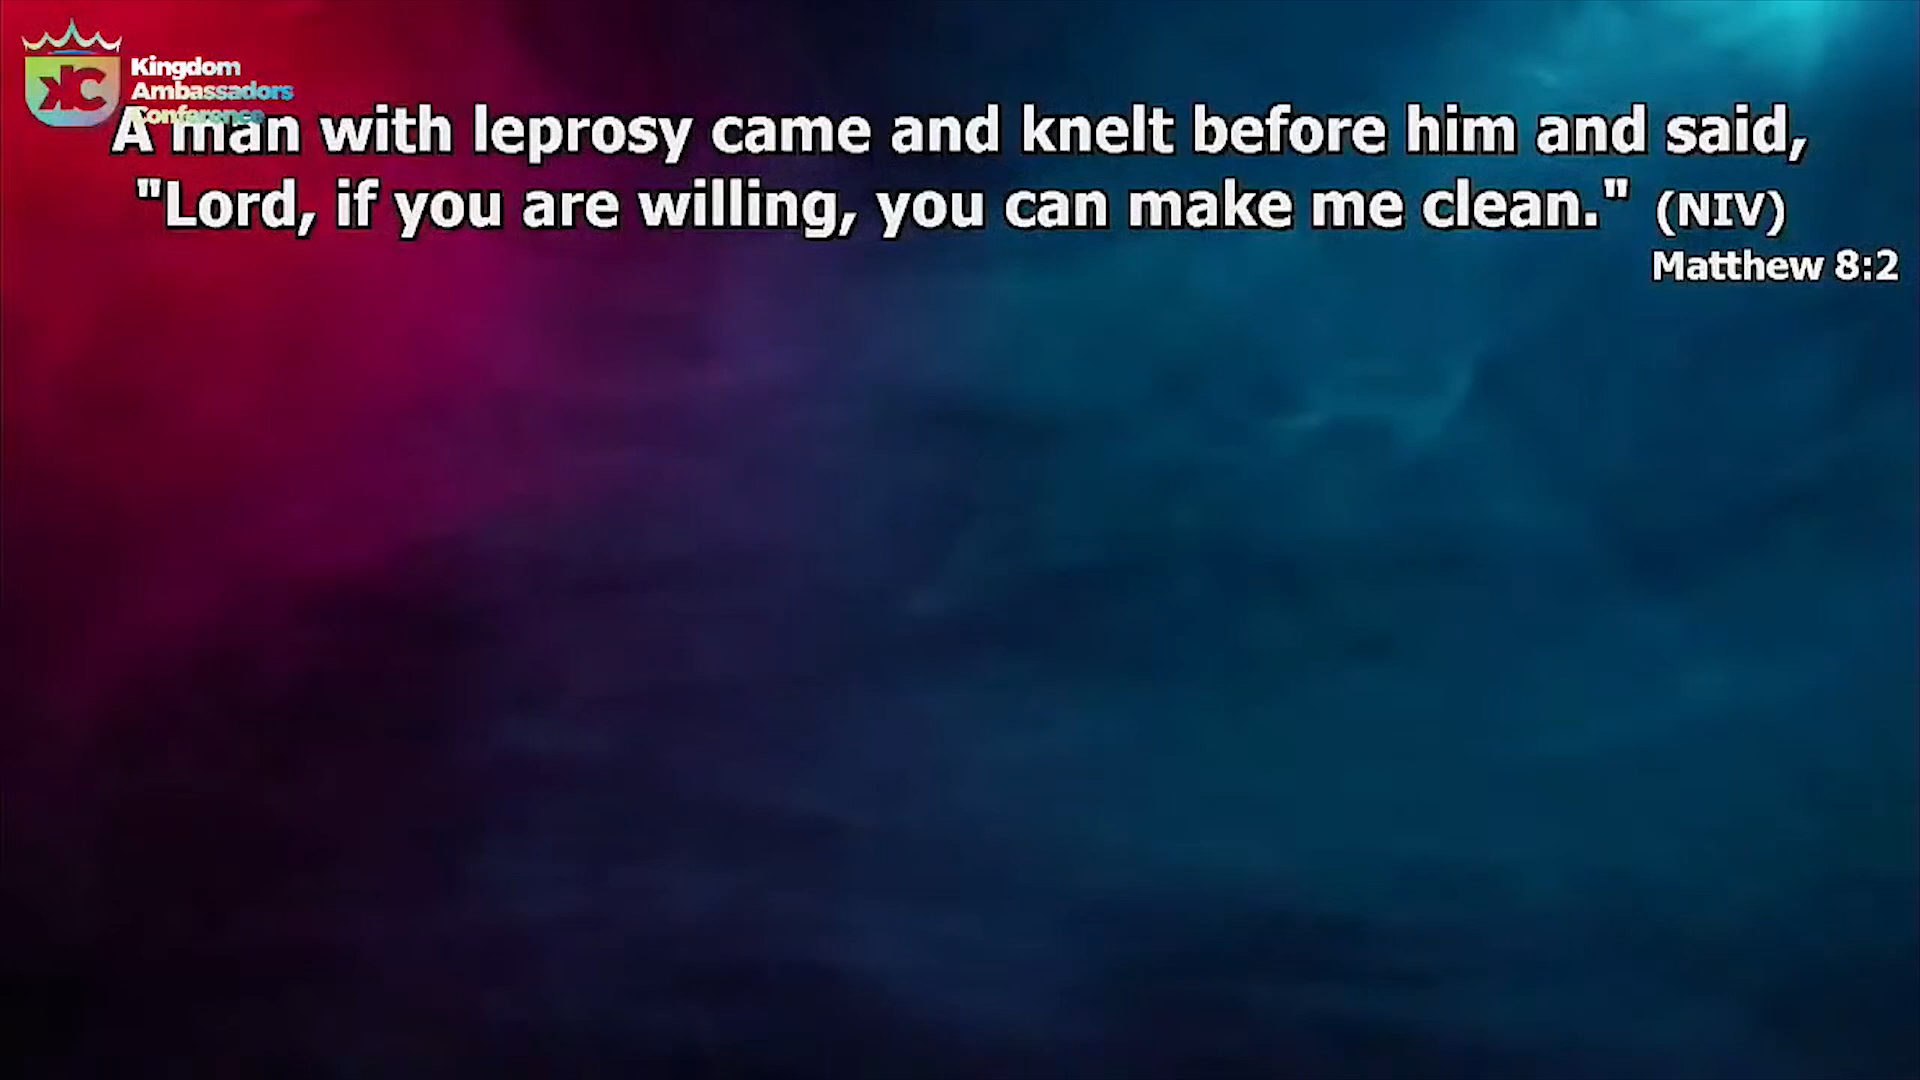 Kingdom
Ambassadors
Conference
A man with leprosy came and knelt before him and said,
"Lord, if you are willing, you can make me clean." (NIV)
Matthew 8:2